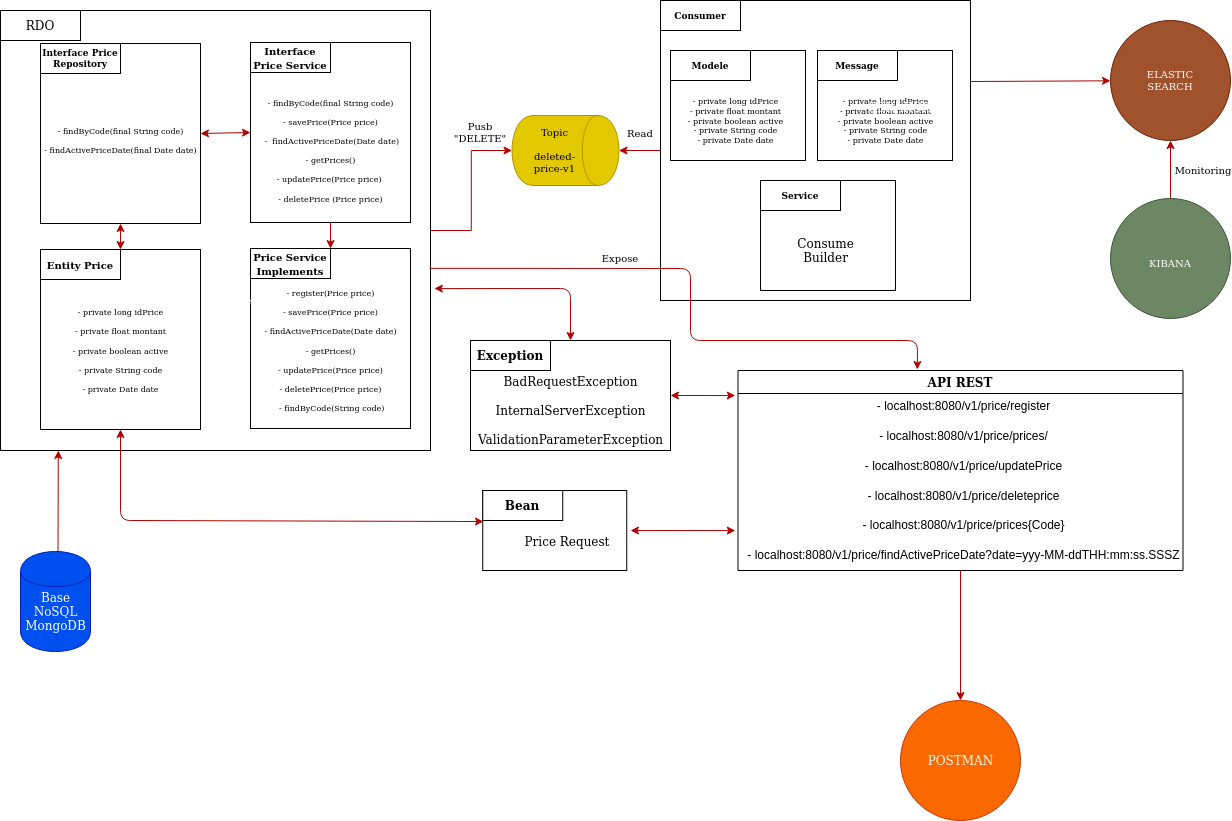 RDO
Interface Price
Repository
- findByCode(final String code)
- findActivePriceDate(final Date date)
Interface
Price Service
- findByCode(final String code)
- savePrice(Price price)
- findActivePriceDate(Date date)
- getPrices()
- updatePrice(Price price)
- deletePrice (Price price)
Entity Price
- private long idPrice
- private float montant
- private boolean active
- private String code
- private Date date
Price Service
Implements
- register(Price price)
- savePrice(Price price)
- findActivePriceDate(Date date)
- getPrices()
- updatePrice(Price price)
- deletePrice(Price price)
- findByCode(String code)
Base
NoSQL
MongoDB
Pusb
"DELETE"
Topic
deleted-
price-v1
Read
Consumer
Modele
- private long idPrice
- private float montant
- private boolean active
- private String code
- private Date date
Message
- private long idPrice
- private float montant
- private boolean active
- private String code
- private Date date
Service
Consume
Builder
ELASTIC
SEARCH
Monitoring
KIBANA
Expose
Exception
BadRequestException
InternalServerException
ValidationParameterException
Bean
Price Request
API REST
- localhost:8080/v1/price/register
- localhost:8080/v1/price/prices/
- localhost:8080/v1/price/updatePrice
- localhost:8080/v1/price/deleteprice
- localhost:8080/v1/price/prices{Code}
- localhost:8080/v1/price/findActivePriceDate?date=yyy-MM-ddTHH:mm:ss.SSSZ
POSTMAN